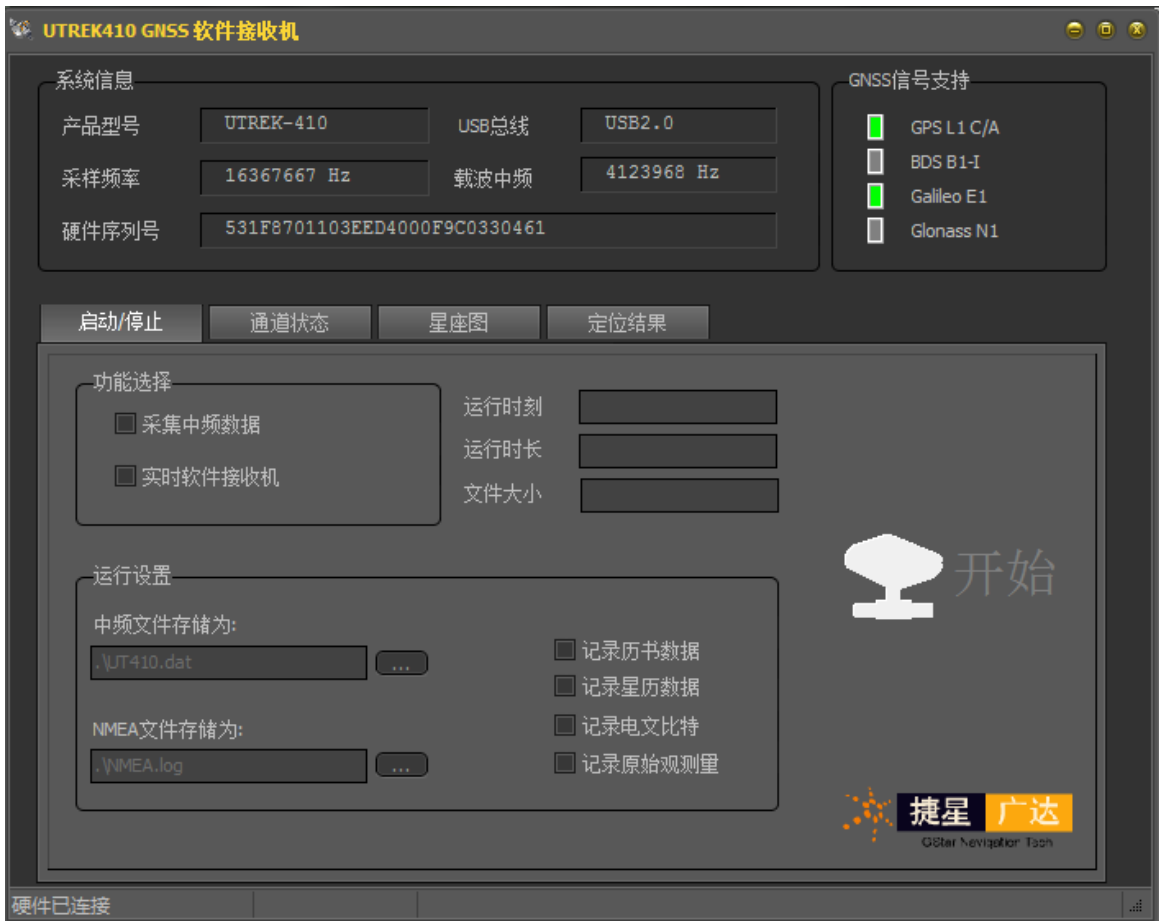 UTREK410 GNSS 软件接收机
系统信息
产品型号 UTREK-410 USB总线 USB2.0
采样频率 16367667 Hz 载波中频 4123968 Hz
硬件序列号 531F8701103EED4000F9C0330461
GNSS信号支持
GPS L1 C/A
BDS B1-I
Galileo E1
Glonass N1
启动/停止 通道状态 星座图 定位结果
功能选择
采集中频数据
实时软件接收机
运行时刻
运行时长
文件大小
开始
运行设置
中频文件存储为:
.\UT410.dat ...
NMEA文件存储为:
.\NMEA.log ...
记录历书数据
记录星历数据
记录电文比特
记录原始观测量
捷星 广达
GStar Navigation Tech
硬件已连接